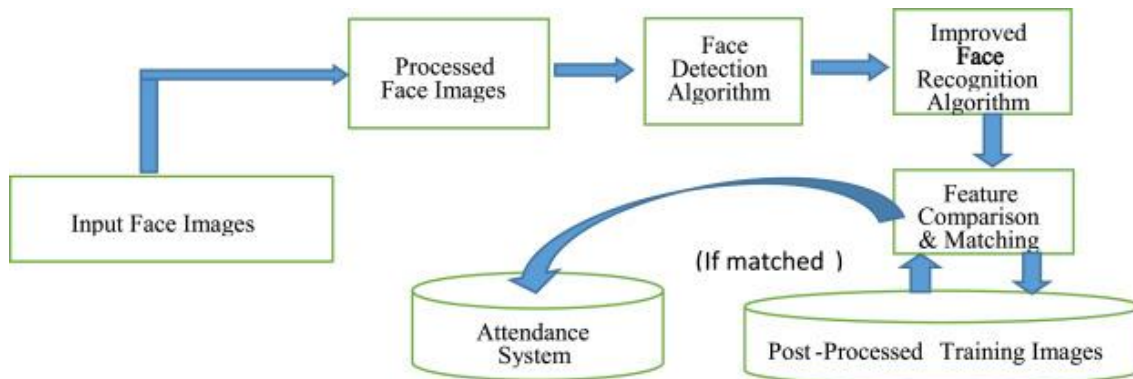 Input Face Images
Processed
Face Images
Face
Detection
Algorithm
Improved
Face
Recognition
Algorithm
Feature
Comparison
& Matching
(If matched )
Attendance
System
Post -Processed Training Images